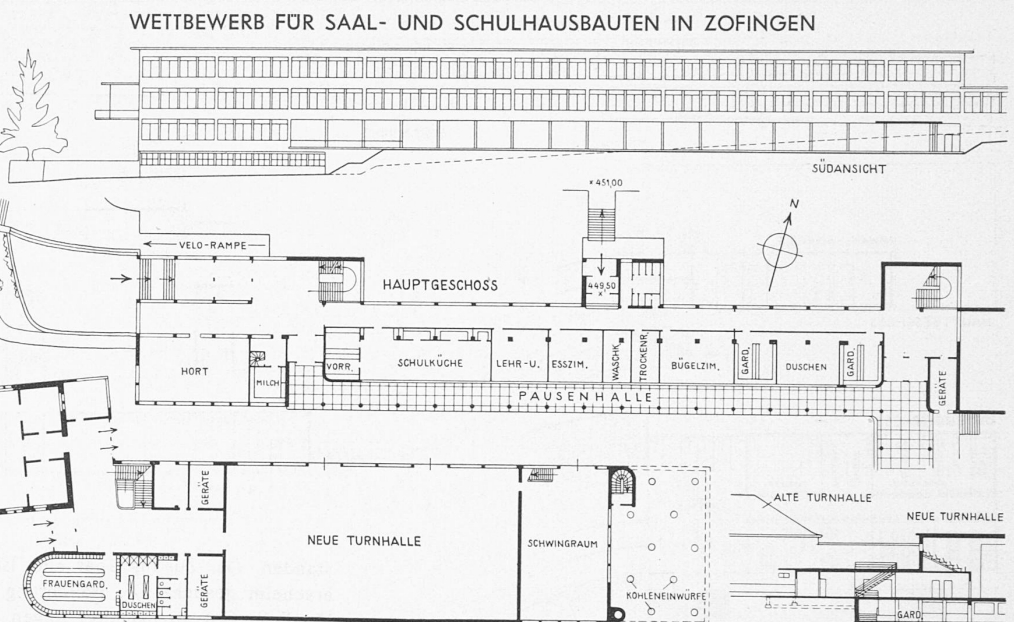 WETTBEWERB FÜR SAAL- UND SCHULHAUSBAUTEN IN ZOFINGEN
SÜDANSICHT
× 451,00
N
VELO-RAMPE
HAUPTGESCHOSS
449,50
×
HORT
MILCH
VORR.
SCHULKÜCHE
LEHR-U.
ESSZIM.
WASCHK.
TROCKENR.
BÜGELZIM.
GARD.
DUSCHEN
GARD.
GERÄTE
PAUSENHALLE
GERÄTE
NEUE TURNHALLE
SCHWINGRAUM
ALTE TURNHALLE
NEUE TURNHALLE
FRAUENGARD.
DUSCHEN
GERÄTE
KOHLENEINWÜRFE
GARD.